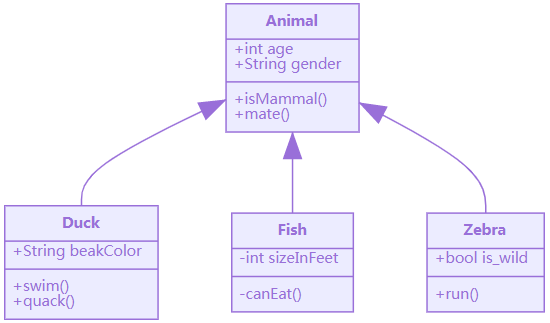 Animal
+int age
+String gender
+isMammal()
+mate()
Duck
+String beakColor
+swim()
+quack()
Fish
-int sizeInFeet
-canEat()
Zebra
+bool is_wild
+run()